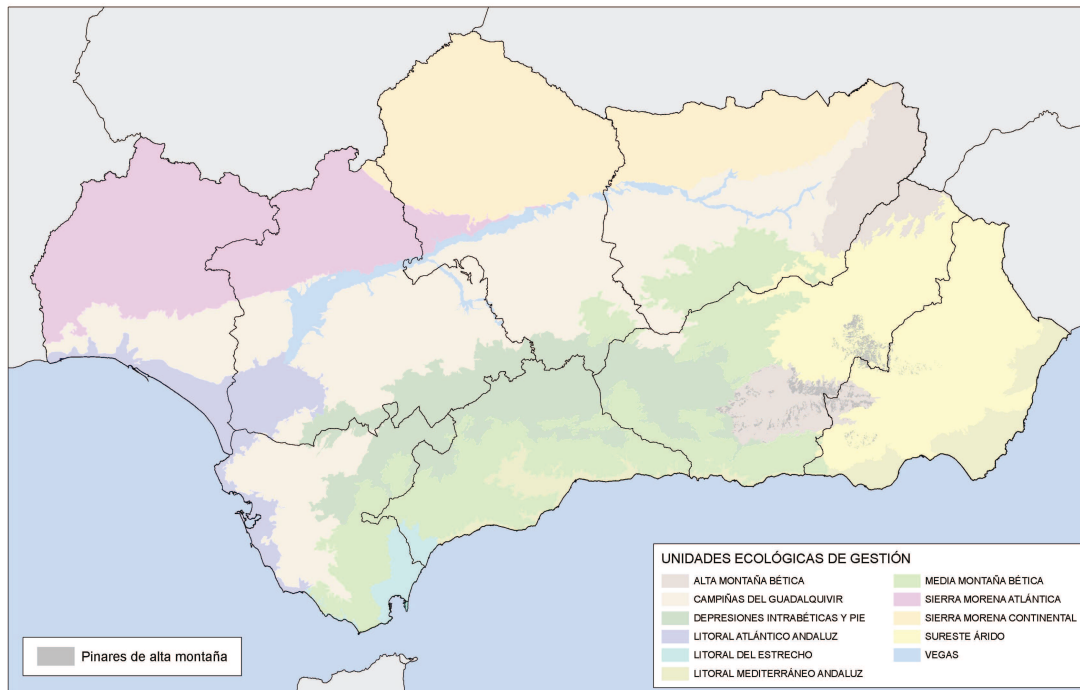 UNIDADES ECOLÓGICAS DE GESTIÓN
ALTA MONTAÑA BÉTICA
CAMPIÑAS DEL GUADALQUIVIR
DEPRESIONES INTRABÉTICAS Y PIE
LITORAL ATLÁNTICO ANDALUZ
LITORAL DEL ESTRECHO
LITORAL MEDITERRÁNEO ANDALUZ
MEDIA MONTAÑA BÉTICA
SIERRA MORENA ATLÁNTICA
SIERRA MORENA CONTINENTAL
SURESTE ÁRIDO
VEGAS
Pinares de alta montaña